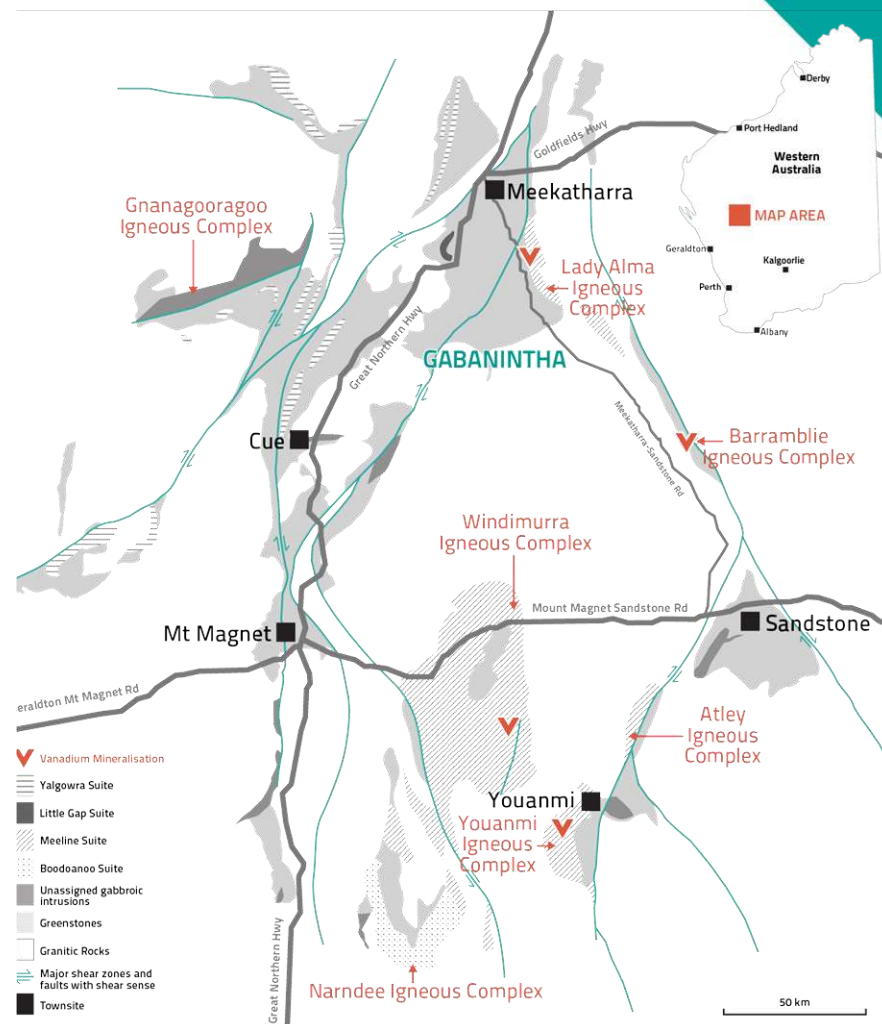 Derby
Port Hedland
Western
Australia
MAP AREA
Geraldton
Kalgoorlie
Perth
Albany
Goldfields Hwy
Meekatharra
Gnanagooragoo
Igneous Complex
Lady Alma
Igneous
Complex
Great Northern Hwy
GABANINTHA
Meekatharra-Sandstone Rd
Cue
Barramblie
Igneous Complex
Windimurra
Igneous Complex
Mount Magnet Sandstone Rd
Mt Magnet
Sandstone
eraldton Mt Magnet Rd
Atley
Igneous
Complex
Youanmi
Youanmi
Igneous
Complex
Vanadium Mineralisation
Yalgowra Suite
Little Gap Suite
Meeline Suite
Boodoanoo Suite
Unassigned gabbroic
intrusions
Greenstones
Granitic Rocks
Major shear zones and
faults with shear sense
Townsite
Great Northern Hwy
Narndee Igneous Complex
50 km